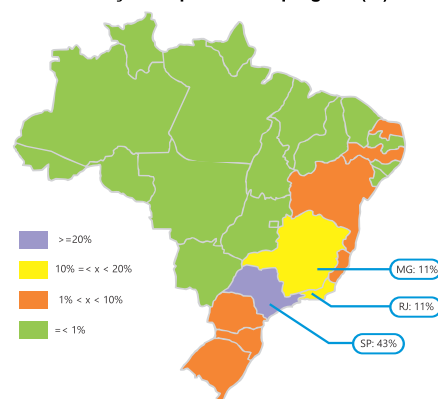 >=20%
10% =< x < 20%
1% < x < 10%
=< 1%
MG: 11%
RJ: 11%
SP: 43%